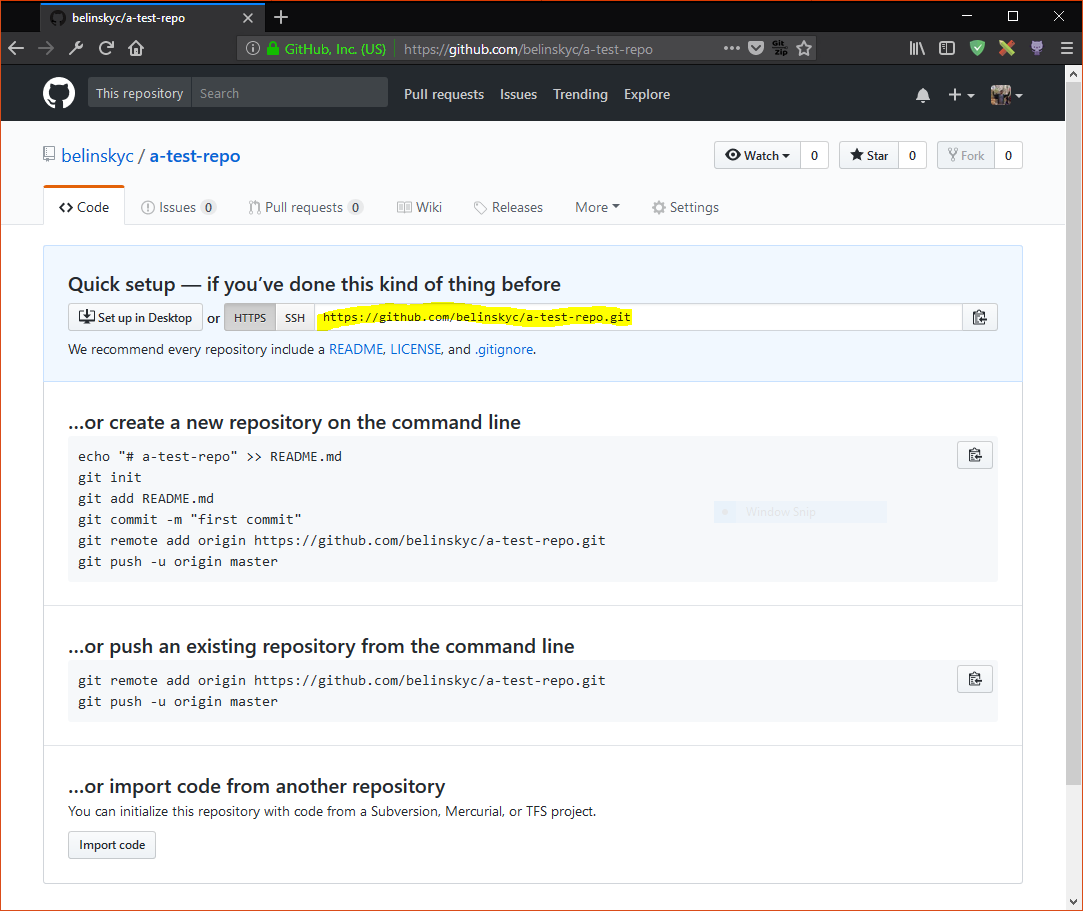 belinskyc/a-test-repo
GitHub, Inc. (US) https://github.com/belinskyc/a-test-repo
Git Zip
This repository Search Pull requests Issues Trending Explore
belinskyc / a-test-repo
Watch 0 Star 0 Fork 0
Code Issues 0 Pull requests 0 Wiki Releases More Settings
Quick setup — if you’ve done this kind of thing before
Set up in Desktop or HTTPS SSH https://github.com/belinskyc/a-test-repo.git
We recommend every repository include a README, LICENSE, and .gitignore.
…or create a new repository on the command line
echo "# a-test-repo" >> README.md
git init
git add README.md
git commit -m "first commit"
Window Snip
git remote add origin https://github.com/belinskyc/a-test-repo.git
git push -u origin master
…or push an existing repository from the command line
git remote add origin https://github.com/belinskyc/a-test-repo.git
git push -u origin master
…or import code from another repository
You can initialize this repository with code from a Subversion, Mercurial, or TFS project.
Import code